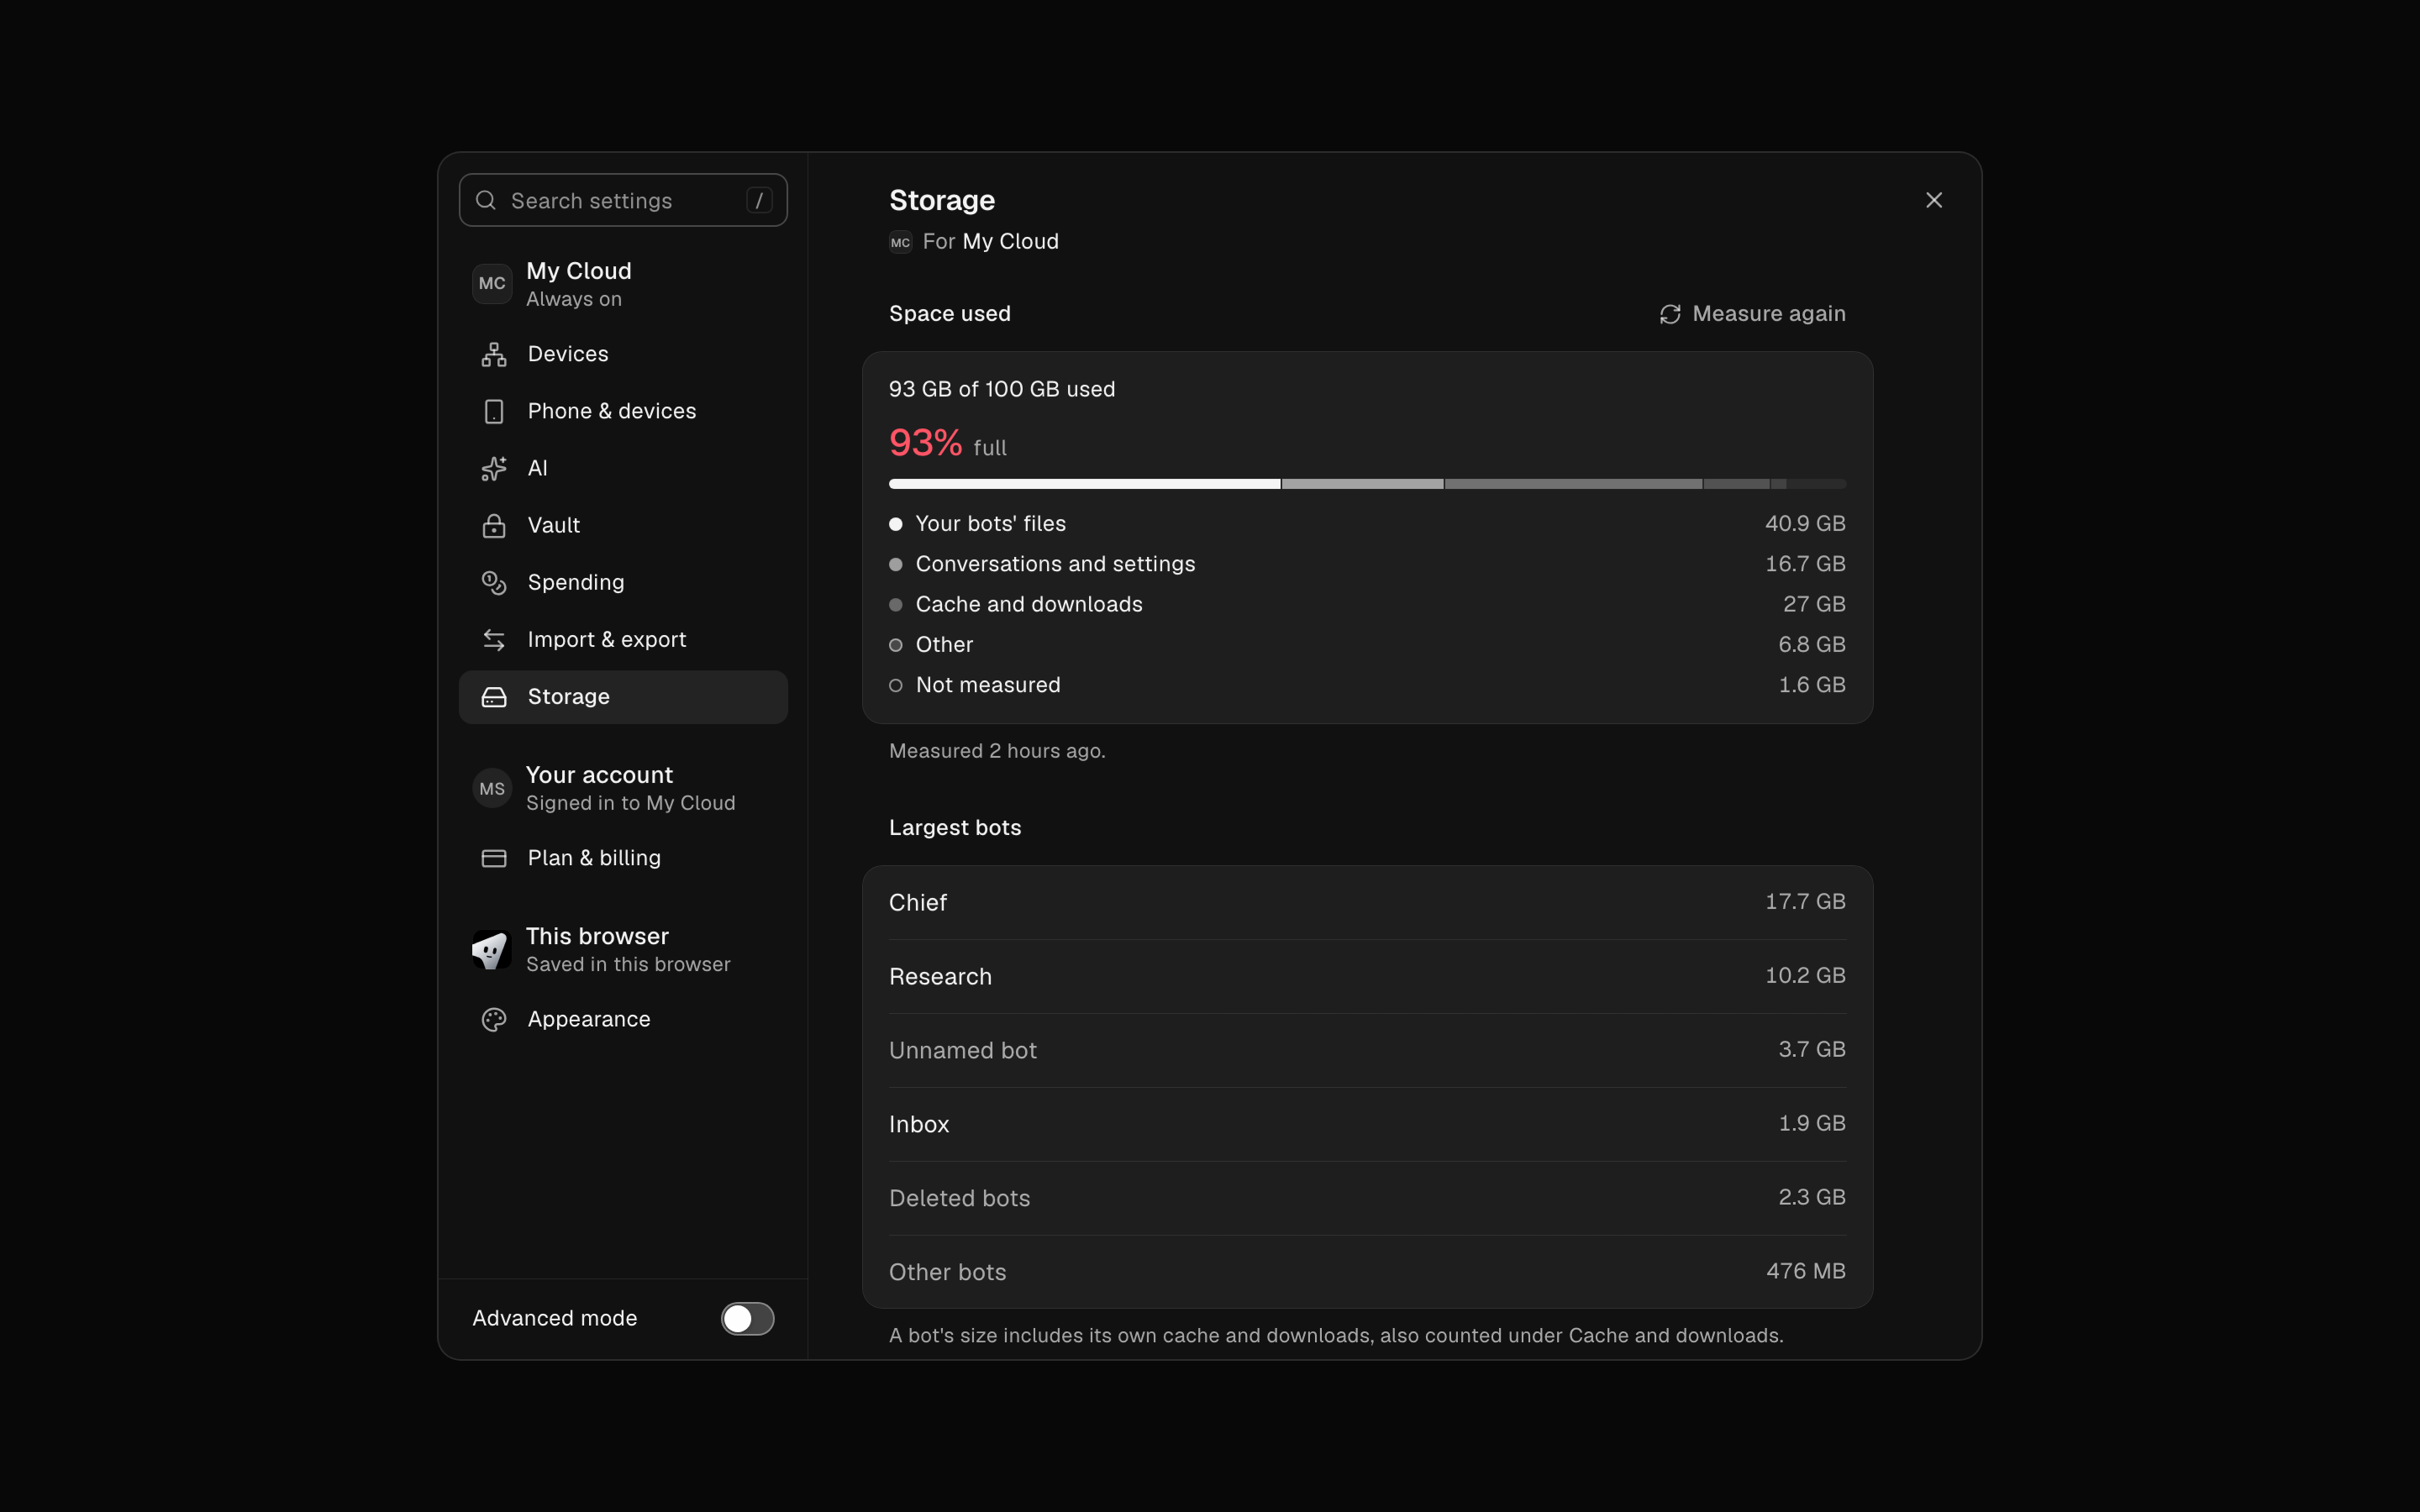 Search settings /
MC
My Cloud
Always on
Devices
Phone & devices
AI
Vault
Spending
Import & export
Storage
MS
Your account
Signed in to My Cloud
Plan & billing
This browser
Saved in this browser
Appearance
Advanced mode
Storage
MC For My Cloud
Space used
Measure again
93 GB of 100 GB used
93% full
Your bots' files 40.9 GB
Conversations and settings 16.7 GB
Cache and downloads 27 GB
Other 6.8 GB
Not measured 1.6 GB
Measured 2 hours ago.
Largest bots
Chief 17.7 GB
Research 10.2 GB
Unnamed bot 3.7 GB
Inbox 1.9 GB
Deleted bots 2.3 GB
Other bots 476 MB
A bot's size includes its own cache and downloads, also counted under Cache and downloads.